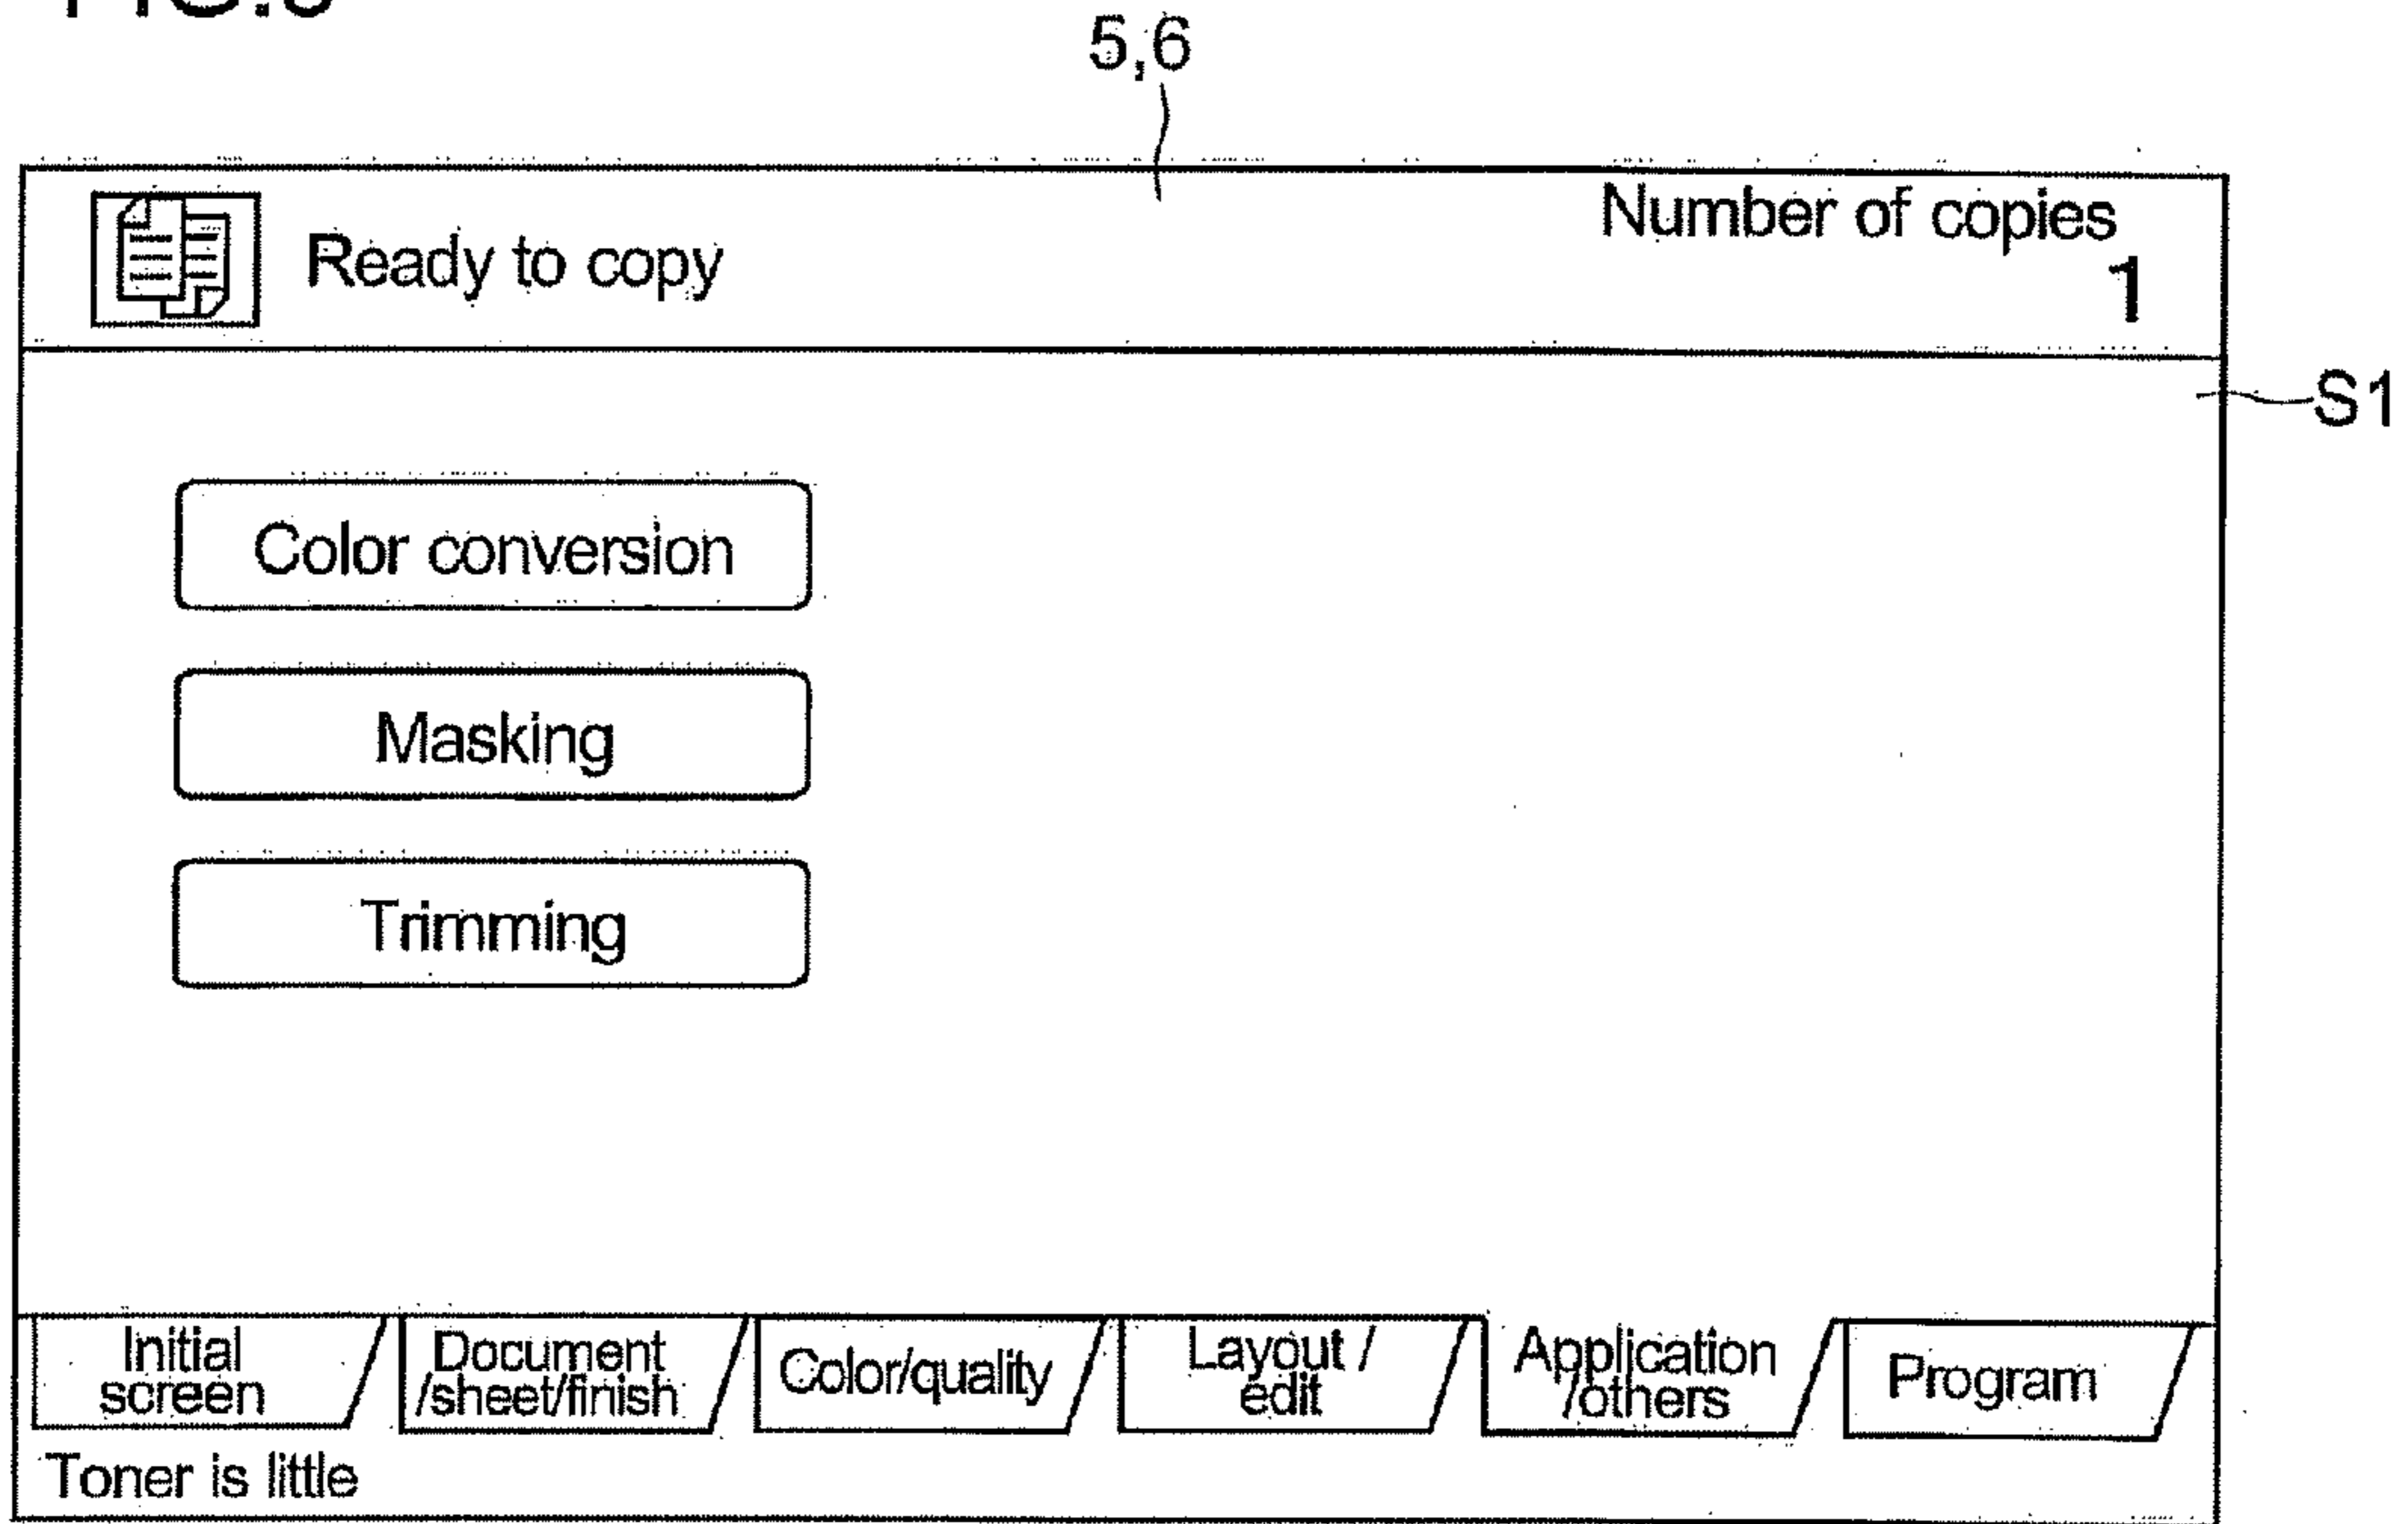 5,6
Ready to copy
Number of copies
1
S1
Color conversion
Masking
Trimming
Initial
screen
Document
/sheet/finish
Color/quality
Layout /
edit
Application
/others
Program
Toner is little